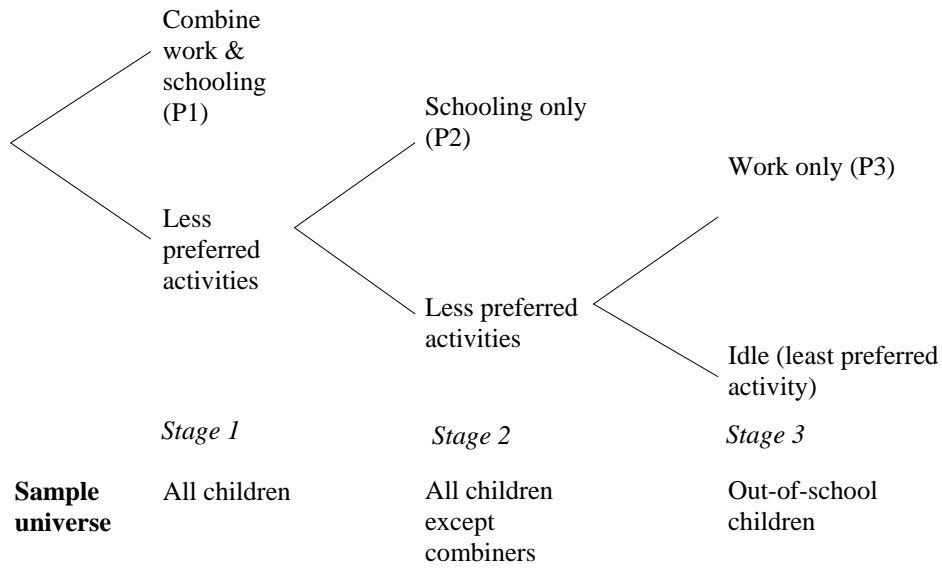 Combine
work &
schooling
(P1)
Less
preferred
activities
Schooling only
(P2)
Less preferred
activities
Work only (P3)
Idle (least preferred
activity)
Stage 1
Stage 2
Stage 3
Sample
universe
All children
All children
except
combiners
Out-of-school
children